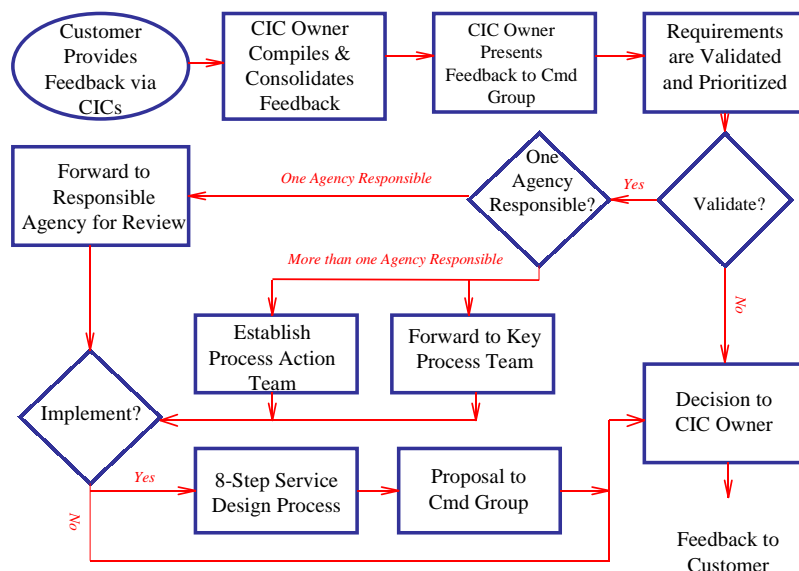 Customer
Provides
Feedback via
CICs
CIC Owner
Compiles &
Consolidates
Feedback
CIC Owner
Presents
Feedback to Cmd
Group
Requirements
are Validated
and Prioritized
Forward to
Responsible
Agency for Review
One Agency Responsible
One
Agency
Responsible?
Yes
Validate?
More than one Agency Responsible
No
Establish
Process Action
Team
Forward to Key
Process Team
Implement?
Decision to
CIC Owner
Yes
8-Step Service
Design Process
Proposal to
Cmd Group
No
Feedback to
Customer